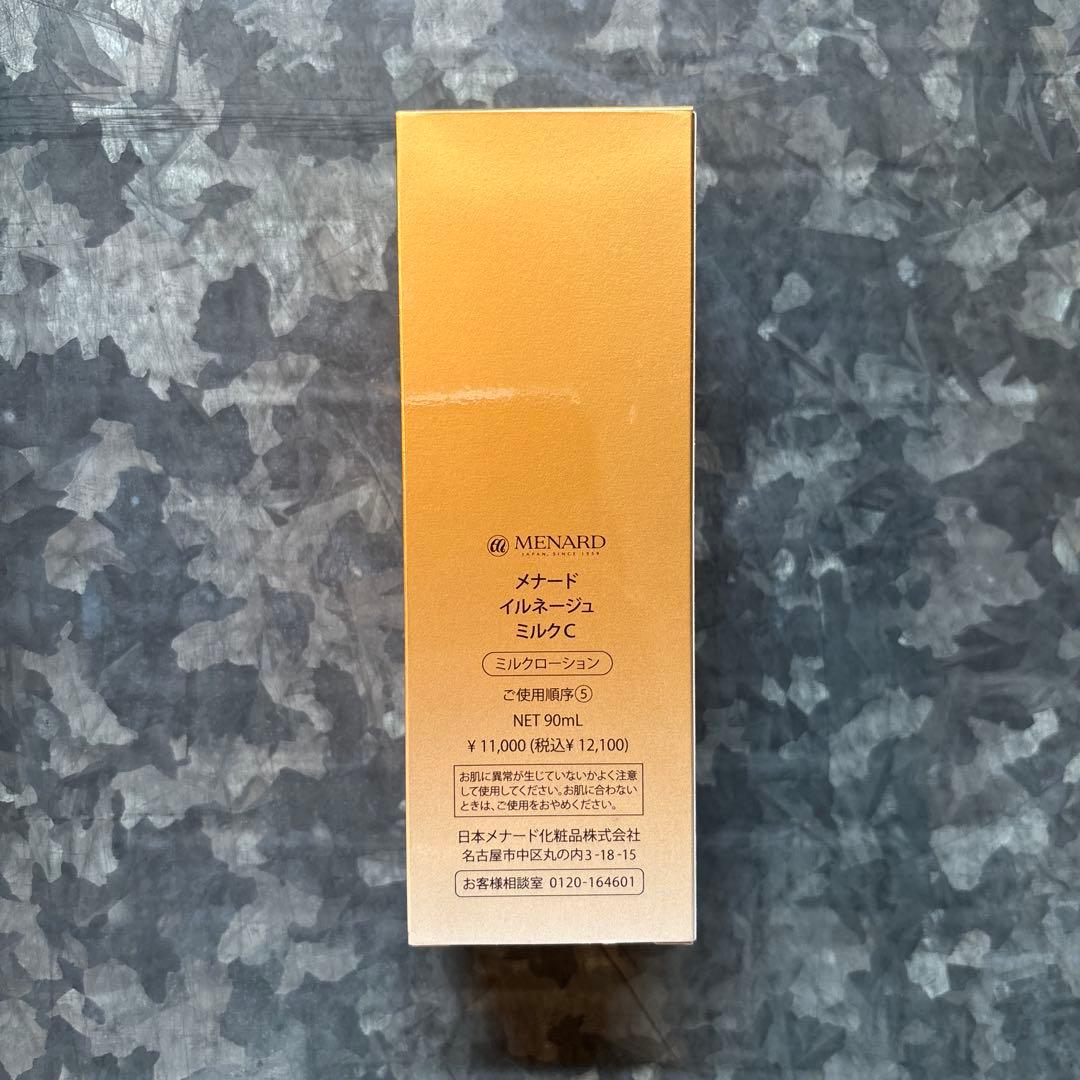 MENARD
JAPAN, SINCE 1959
メナード
イルネージュ
ミルクC
ミルクローション
ご使用順序⑤
NET 90mL
¥11,000 (税込¥12,100)
お肌に異常が生じていないかよく注意
して使用してください。お肌に合わない
ときは、ご使用をおやめください。
日本メナード化粧品株式会社
名古屋市中区丸の内3-18-15
お客様相談室 0120-164601